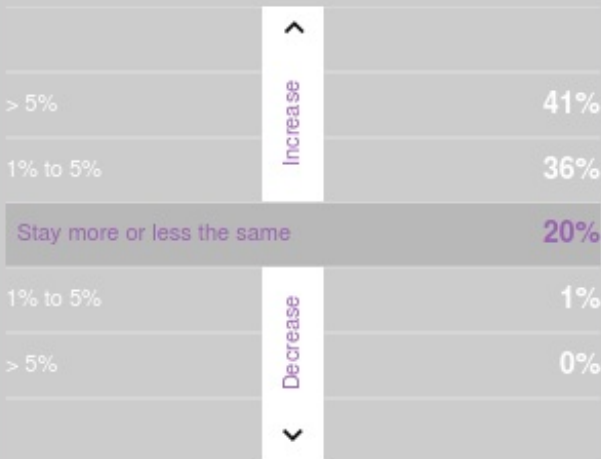 > 5% Increase 41%
1% to 5% 36%
Stay more or less the same 20%
1% to 5% Decrease 1%
> 5% 0%